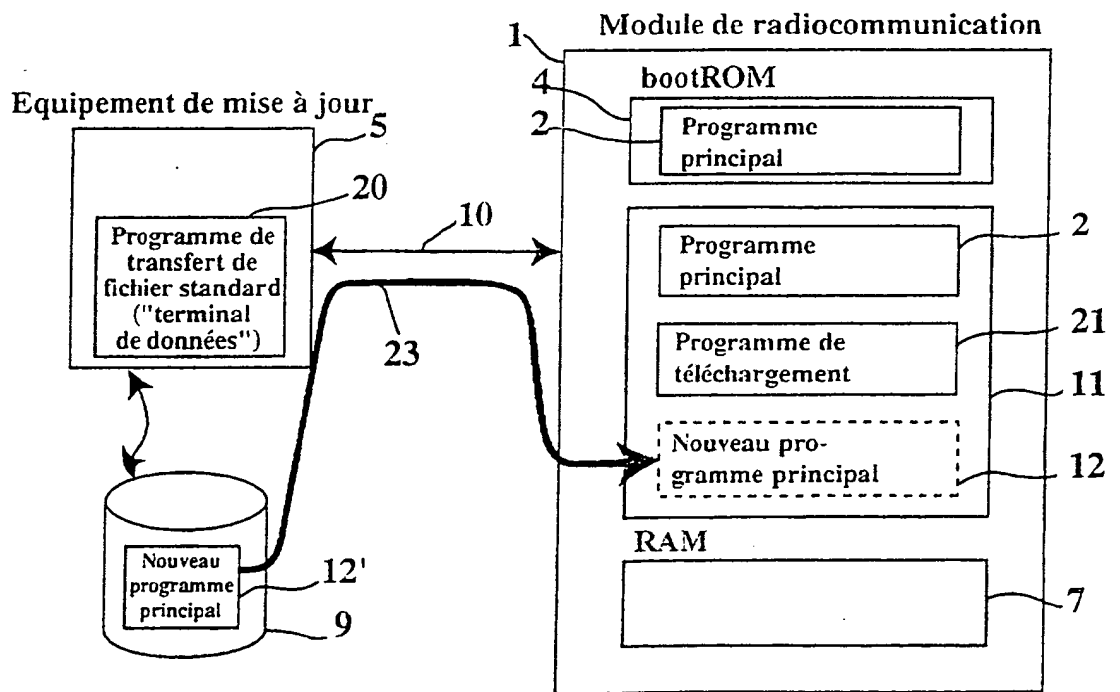 Module de radiocommunication
1
bootROM
4
2
Programme
principal
Equipement de mise à jour
5
20
Programme de
transfert de
fichier standard
("terminal
de données")
10
23
Programme
principal
2
Programme de
téléchargement
21
11
Nouveau pro-
gramme principal
12
RAM
7
Nouveau
programme
principal
12'
9